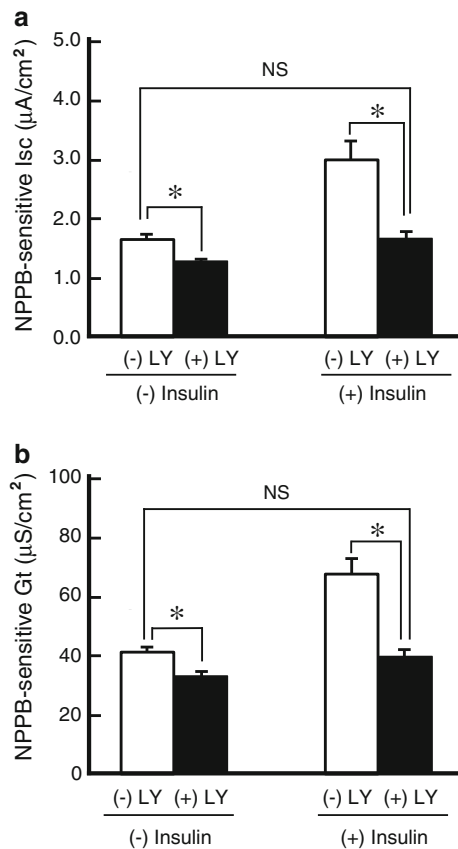 a
NPPB-sensitive Isc (µA/cm²)
5.0
4.0
3.0
2.0
1.0
0.0
NS
*
*
(-) LY (+) LY (-) LY (+) LY
(-) Insulin (+) Insulin
b
NPPB-sensitive Gt (µS/cm²)
100
80
60
40
20
0
NS
*
*
(-) LY (+) LY (-) LY (+) LY
(-) Insulin (+) Insulin